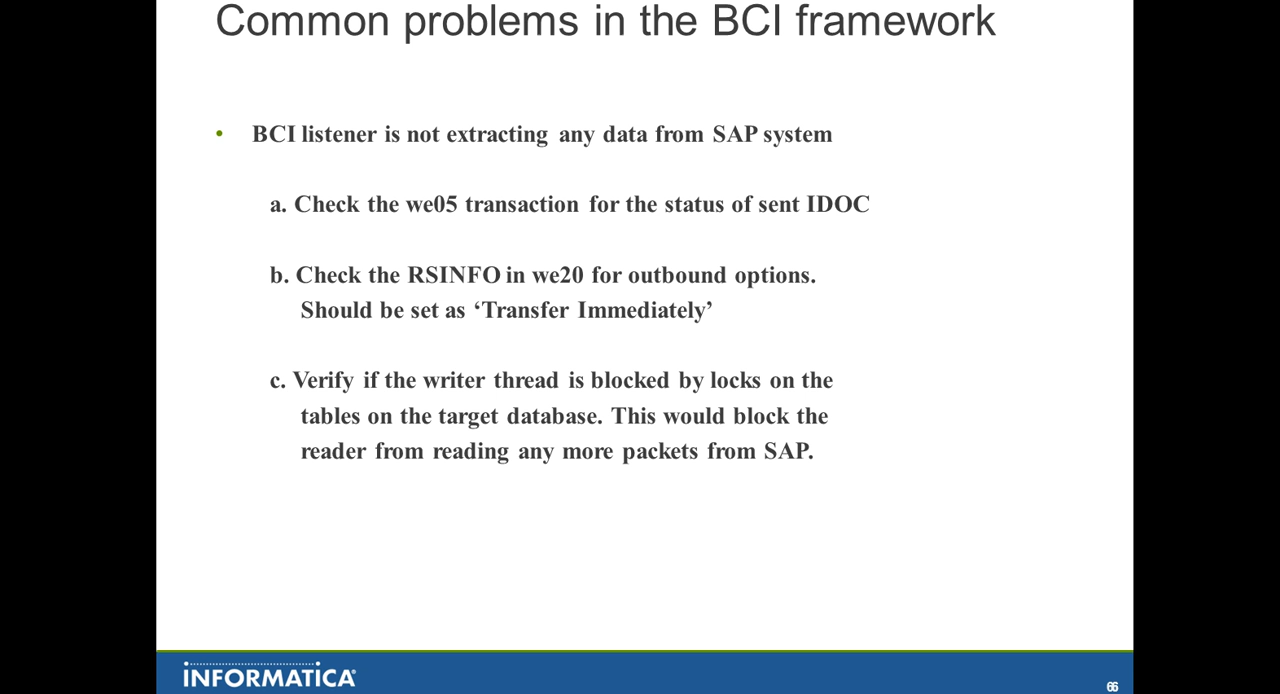 Common problems in the BCI framework
• BCI listener is not extracting any data from SAP system
a. Check the we05 transaction for the status of sent IDOC
b. Check the RSINFO in we20 for outbound options.
Should be set as ‘Transfer Immediately’
c. Verify if the writer thread is blocked by locks on the
tables on the target database. This would block the
reader from reading any more packets from SAP.
INFORMATICA
66